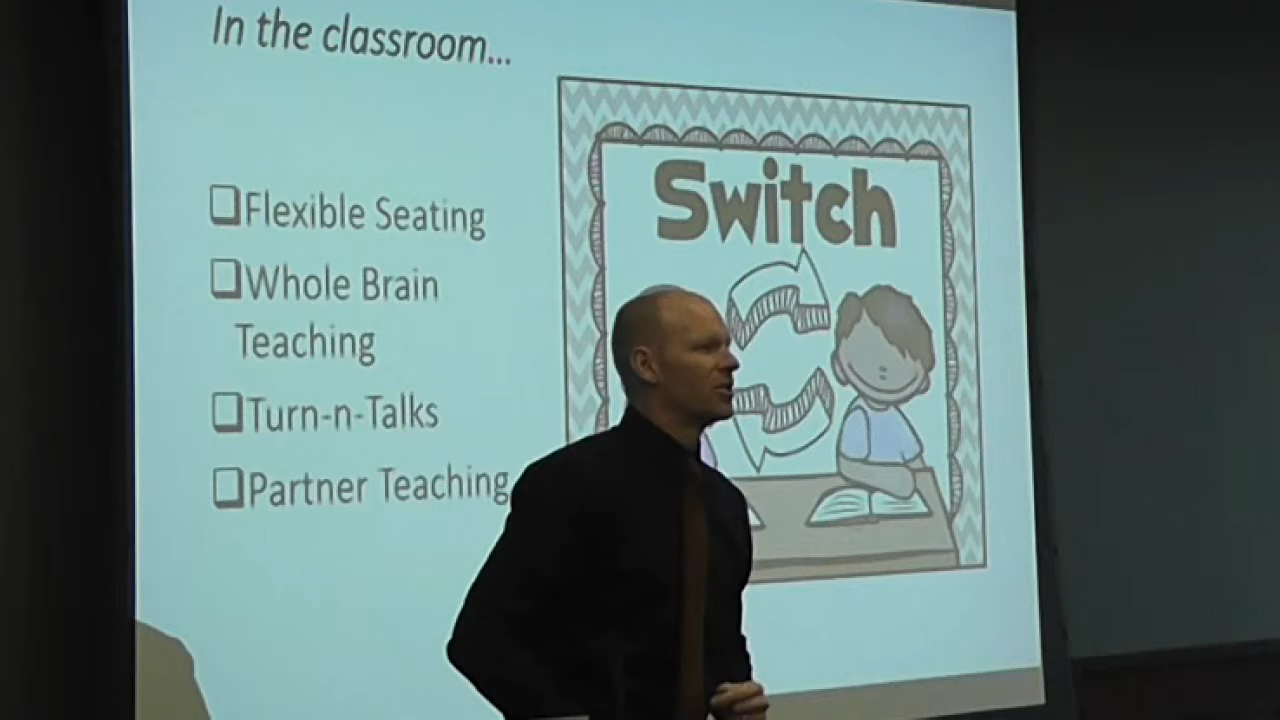 In the classroom...
Switch
❑Flexible Seating
❑Whole Brain
Teaching
❑Turn-n-Talks
❑Partner Teaching